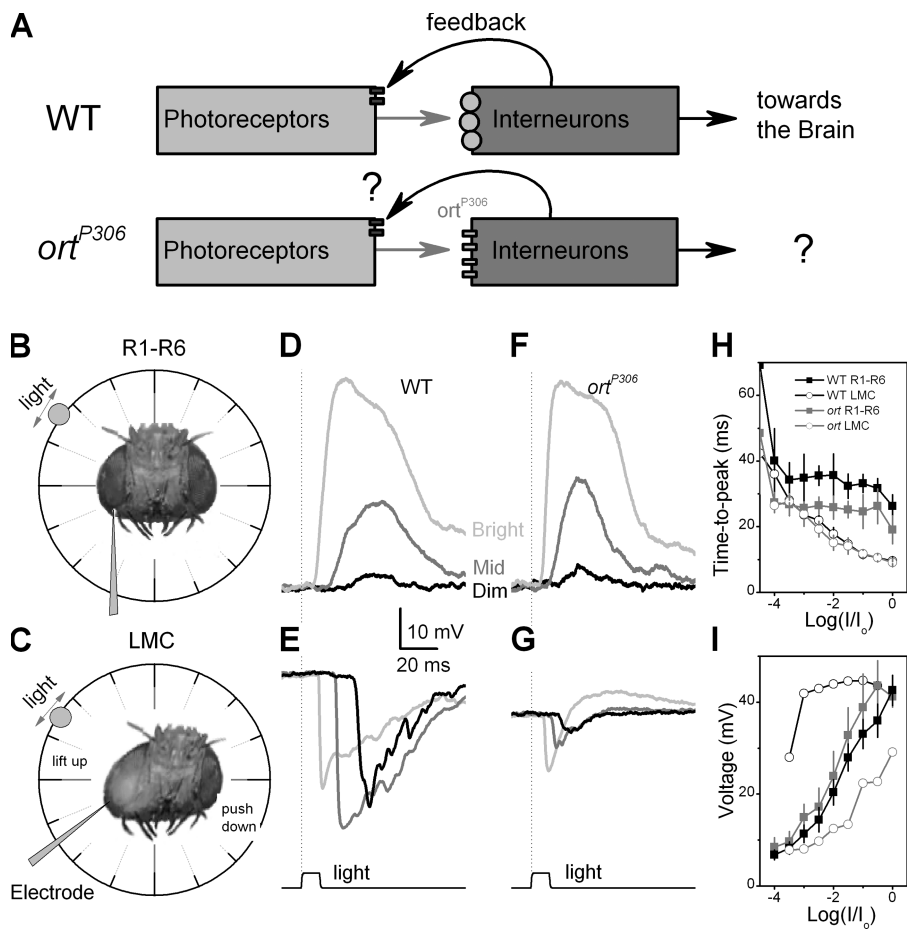 A
feedback
WT
Photoreceptors
Interneurons
towards
the Brain
?
ort^P306
ort^P306
Photoreceptors
Interneurons
?
B
R1-R6
light
D
WT
F
ort^P306
Bright
Mid
Dim
H
WT R1-R6
WT LMC
ort R1-R6
ort LMC
60
40
20
0
Time-to-peak (ms)
-4
-2
0
Log(I/I_o)
C
LMC
light
lift up
push
down
Electrode
E
10 mV
20 ms
light
G
light
I
60
40
20
0
Voltage (mV)
-4
-2
0
Log(I/I_o)